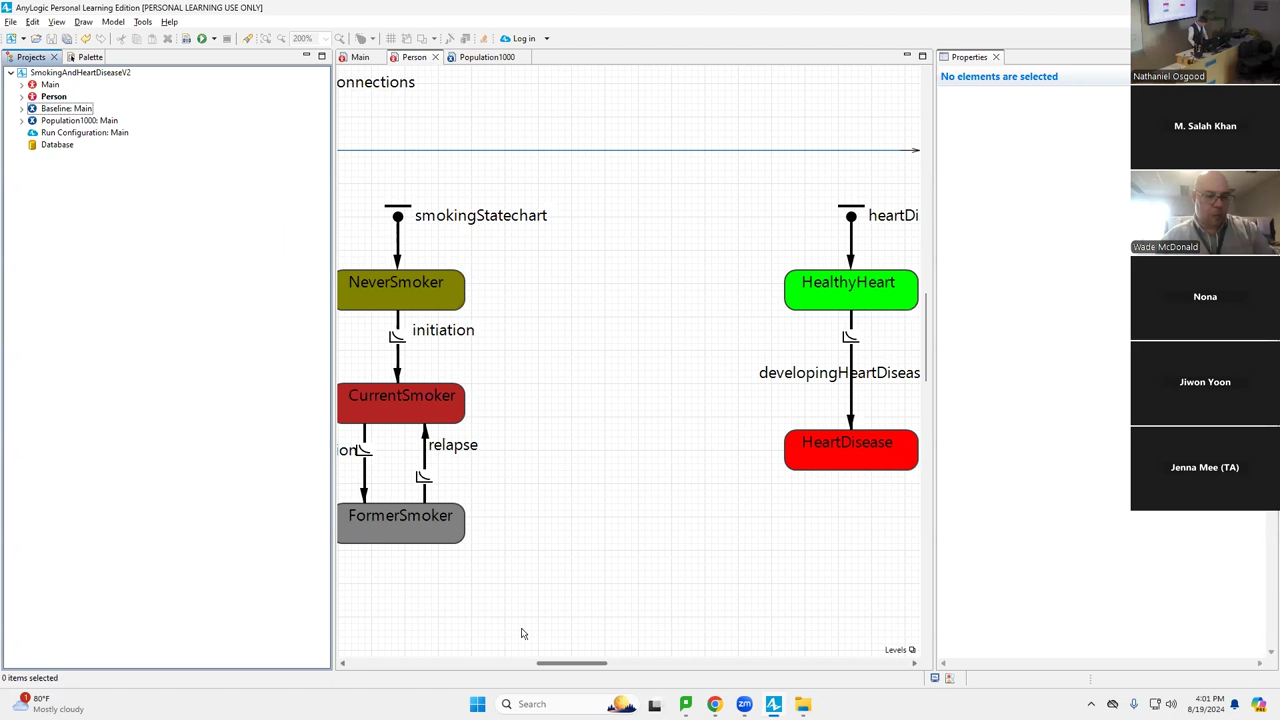 AnyLogic Personal Learning Edition [PERSONAL LEARNING USE ONLY]
File Edit View Draw Model Tools Help
200% Log in
Projects Palette
SmokingAndHeartDiseaseV2
Main
Person
Baseline: Main
Population1000: Main
Run Configuration: Main
Database
Main Person Population1000
onnections
smokingStatechart
heartDi
NeverSmoker
HealthyHeart
initiation
developingHeartDiseas
CurrentSmoker
ion
relapse
HeartDisease
FormerSmoker
Levels
Properties
No elements are selected
Nathaniel Osgood
M. Salah Khan
Wade McDonald
Nona
Jiwon Yoon
Jenna Mee (TA)
0 items selected
1
80°F
Mostly cloudy
Search
zm
4:01 PM
8/19/2024